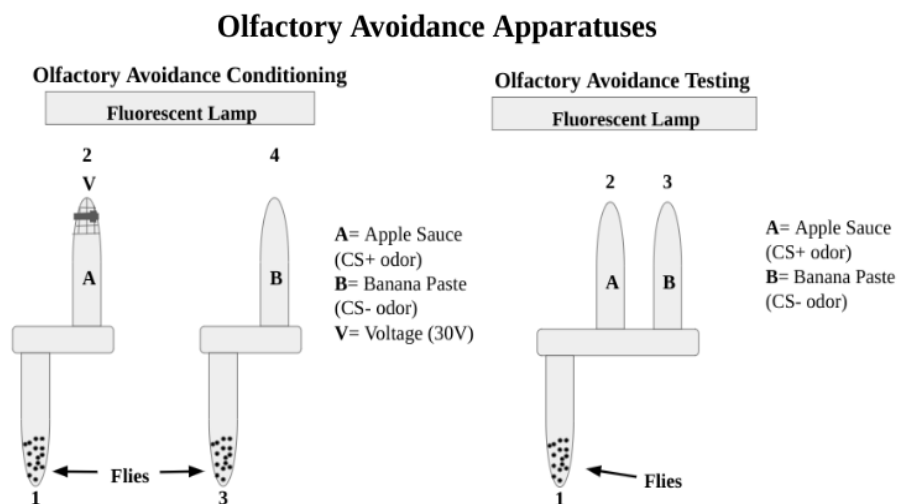 Olfactory Avoidance Apparatuses
Olfactory Avoidance Conditioning
Fluorescent Lamp
2
V
4
A
B
A= Apple Sauce
(CS+ odor)
B= Banana Paste
(CS- odor)
V= Voltage (30V)
Flies
1
3
Olfactory Avoidance Testing
Fluorescent Lamp
2
3
A
B
A= Apple Sauce
(CS+ odor)
B= Banana Paste
(CS- odor)
Flies
1